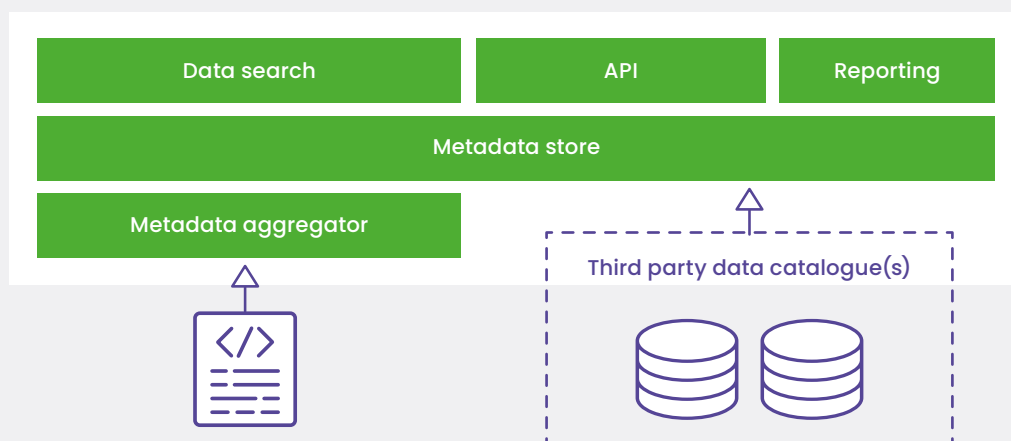 Data search
API
Reporting
Metadata store
Metadata aggregator
Third party data catalogue(s)
</>